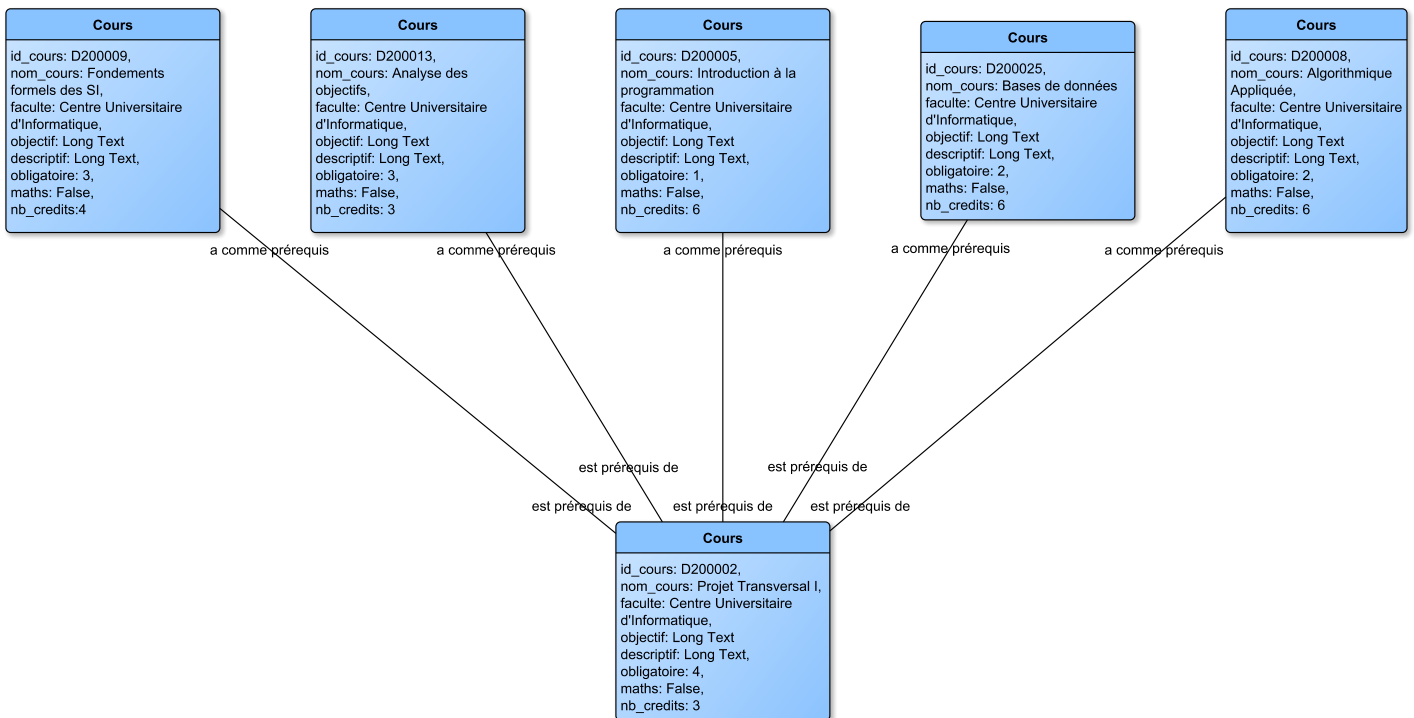 Cours
id_cours: D200009,
nom_cours: Fondements
formels des SI,
faculte: Centre Universitaire
d'Informatique,
objectif: Long Text
descriptif: Long Text,
obligatoire: 3,
maths: False,
nb_credits:4
Cours
id_cours: D200013,
nom_cours: Analyse des
objectifs,
faculte: Centre Universitaire
d'Informatique,
objectif: Long Text
descriptif: Long Text,
obligatoire: 3,
maths: False,
nb_credits: 3
Cours
id_cours: D200005,
nom_cours: Introduction à la
programmation
faculte: Centre Universitaire
d'Informatique,
objectif: Long Text
descriptif: Long Text,
obligatoire: 1,
maths: False,
nb_credits: 6
Cours
id_cours: D200025,
nom_cours: Bases de données
faculte: Centre Universitaire
d'Informatique,
objectif: Long Text
descriptif: Long Text,
obligatoire: 2,
maths: False,
nb_credits: 6
Cours
id_cours: D200008,
nom_cours: Algorithmique
Appliquée,
faculte: Centre Universitaire
d'Informatique,
objectif: Long Text
descriptif: Long Text,
obligatoire: 2,
maths: False,
nb_credits: 6
a comme prérequis
a comme prérequis
a comme prérequis
a comme prérequis
a comme prérequis
est prérequis de
est prérequis de
est prérequis de
est prérequis de
est prérequis de
Cours
id_cours: D200002,
nom_cours: Projet Transversal I,
faculte: Centre Universitaire
d'Informatique,
objectif: Long Text
descriptif: Long Text,
obligatoire: 4,
maths: False,
nb_credits: 3